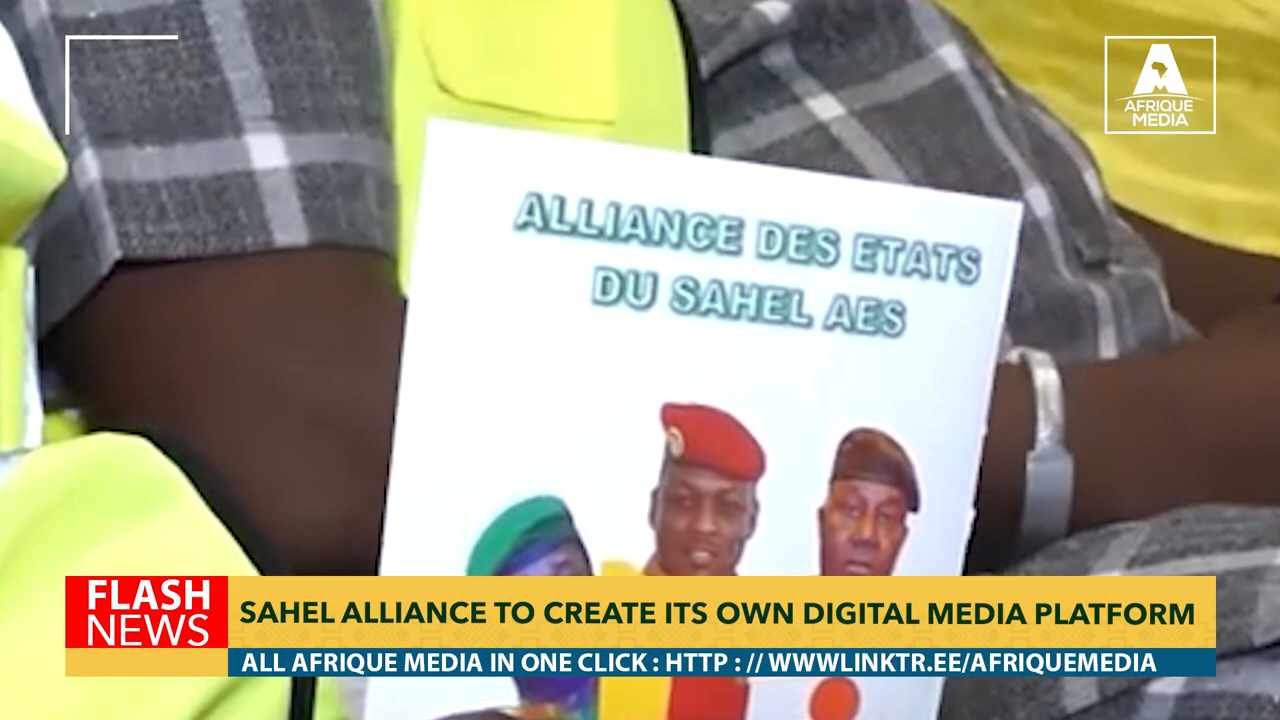 AFRIQUE
MEDIA
ALLIANCE DES ETATS
DU SAHEL AES
FLASH
NEWS
SAHEL ALLIANCE TO CREATE ITS OWN DIGITAL MEDIA PLATFORM
ALL AFRIQUE MEDIA IN ONE CLICK : HTTP : // WWWLINKTR.EE/AFRIQUEMEDIA